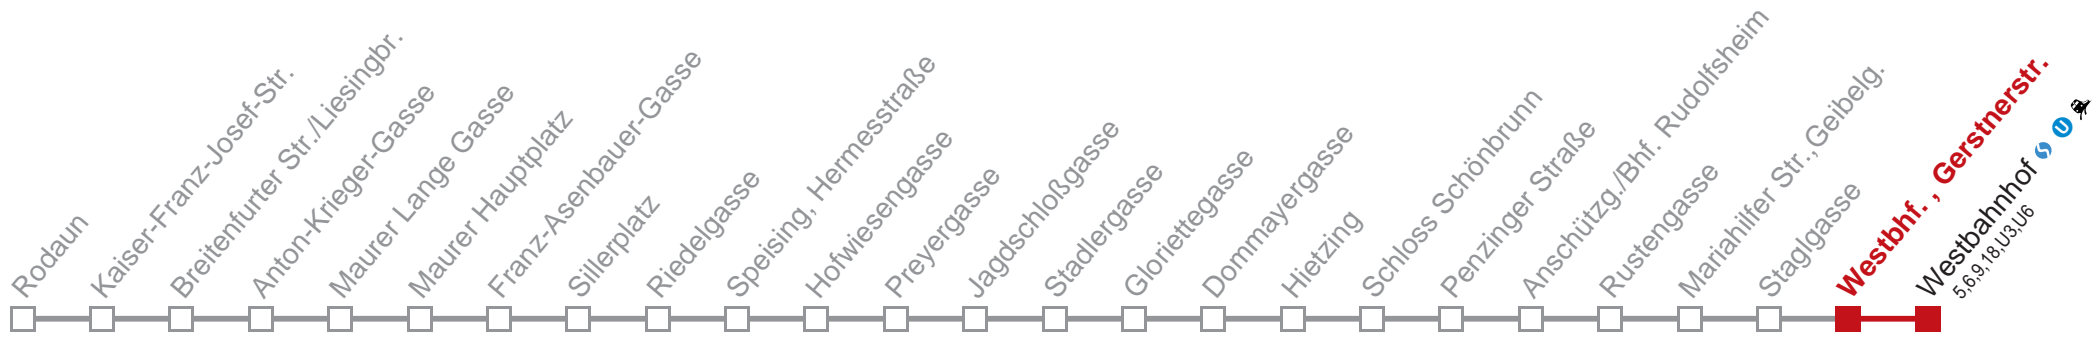 Rodaun
Kaiser-Franz-Josef-Str.
Breitenfurter Str./Liesingbr.
Anton-Krieger-Gasse
Maurer Lange Gasse
Maurer Hauptplatz
Franz-Asenbauer-Gasse
Sillerplatz
Riedelgasse
Speising, Hermesstraße
Hofwiesengasse
Preyergasse
Jagdschloßgasse
Stadlergasse
Gloriettegasse
Dommayergasse
Hietzing
Schloss Schönbrunn
Penzinger Straße
Anschützg./Bhf. Rudolfsheim
Rustengasse
Mariahilfer Str.,Geibelg.
Staglgasse
Westbhf. , Gerstnerstr.
Westbahnhof S U
5,6,9,18,U3,U6